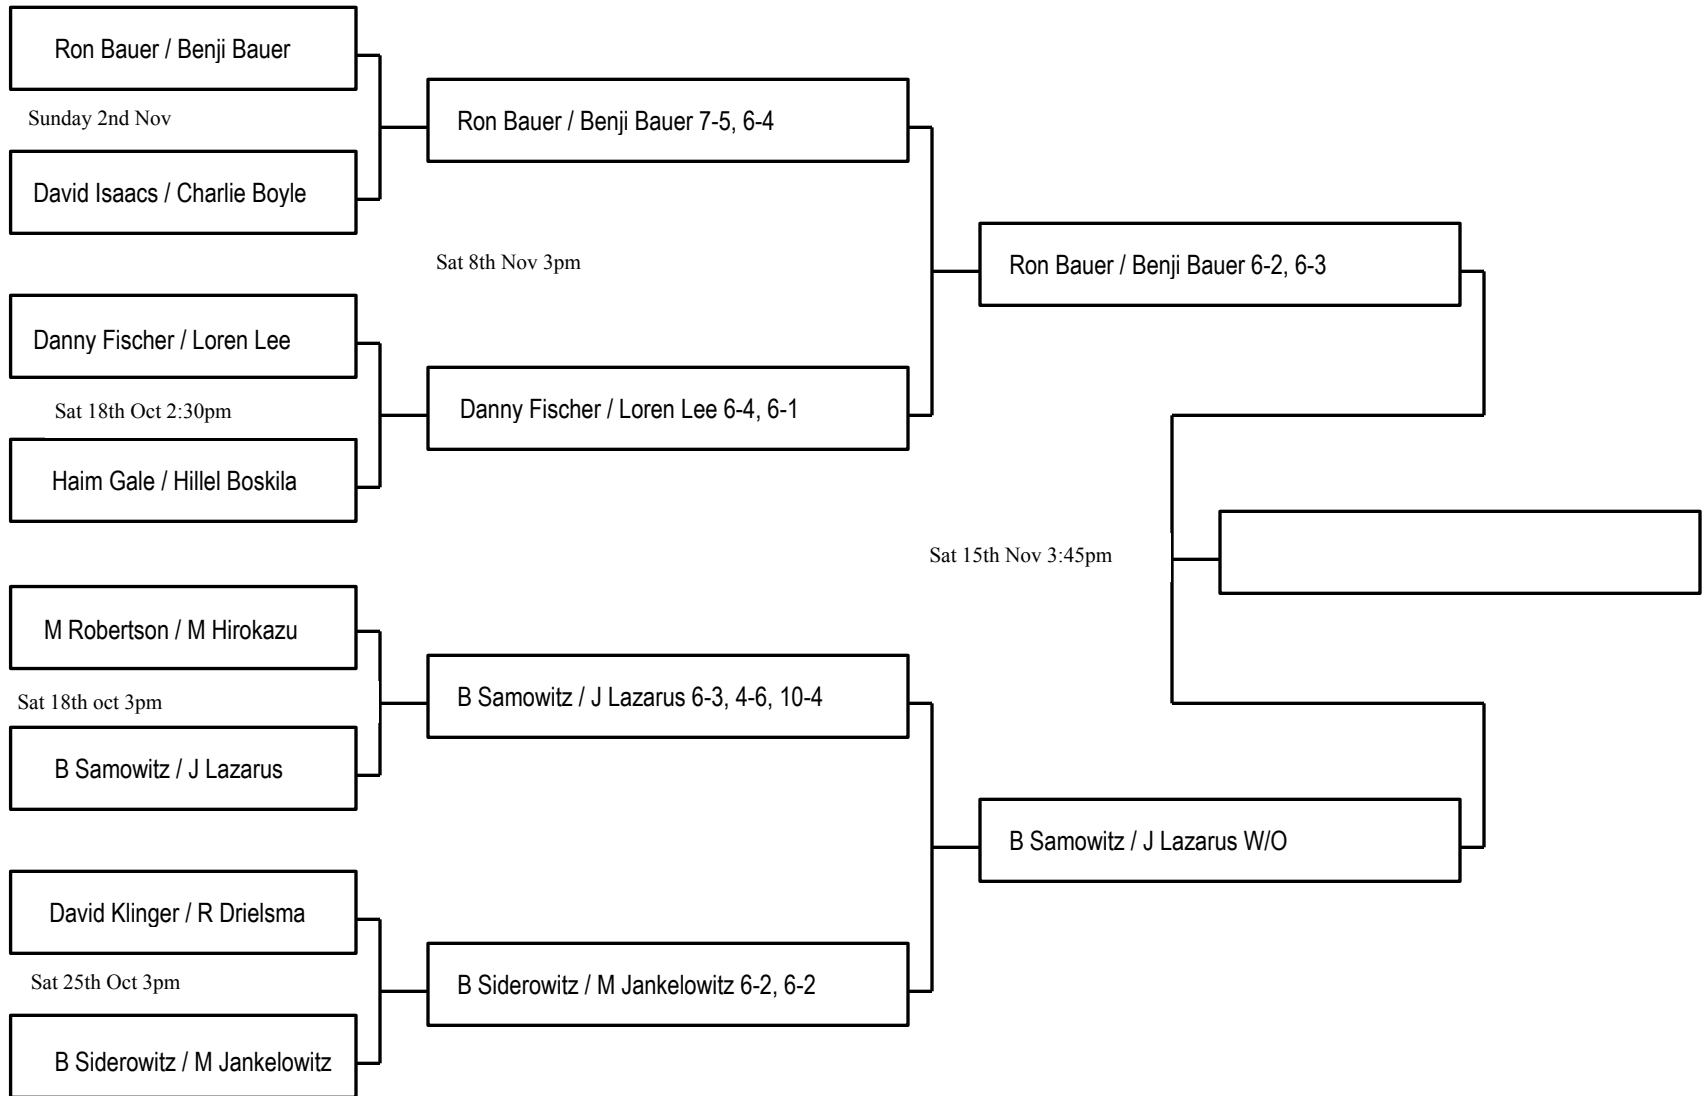 Ron Bauer / Benji Bauer
Sunday 2nd Nov
David Isaacs / Charlie Boyle
Danny Fischer / Loren Lee
Sat 18th Oct 2:30pm
Haim Gale / Hillel Boskila
M Robertson / M Hirokazu
Sat 18th oct 3pm
B Samowitz / J Lazarus
David Klinger / R Drielsma
Sat 25th Oct 3pm
B Siderowitz / M Jankelowitz
Ron Bauer / Benji Bauer 7-5, 6-4
Sat 8th Nov 3pm
Danny Fischer / Loren Lee 6-4, 6-1
B Samowitz / J Lazarus 6-3, 4-6, 10-4
B Siderowitz / M Jankelowitz 6-2, 6-2
Ron Bauer / Benji Bauer 6-2, 6-3
Sat 15th Nov 3:45pm
B Samowitz / J Lazarus W/O